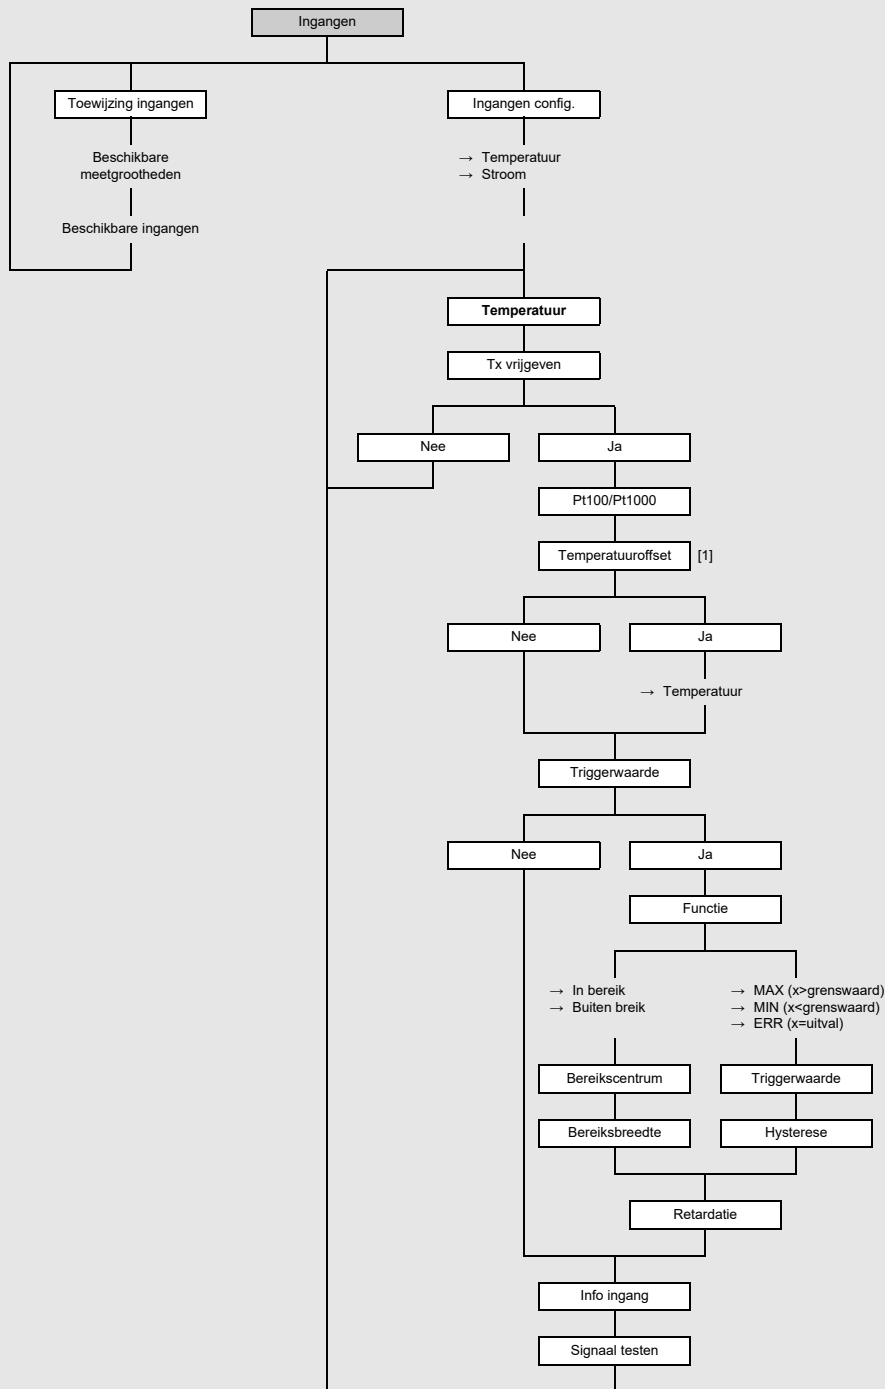 Ingangen
Toewijzing ingangen
Ingangen config.
Beschikbare
meetgrootheden
→ Temperatuur
→ Stroom
Beschikbare ingangen
Temperatuur
Tx vrijgeven
Nee
Ja
Pt100/Pt1000
Temperatuuroffset [1]
Nee
Ja
→ Temperatuur
Triggerwaarde
Nee
Ja
Functie
→ In bereik
→ Buiten breik
→ MAX (x>grenswaard)
→ MIN (x<grenswaard)
→ ERR (x=uitval)
Bereikscentrum
Triggerwaarde
Bereiksbreedte
Hysterese
Retardatie
Info ingang
Signaal testen